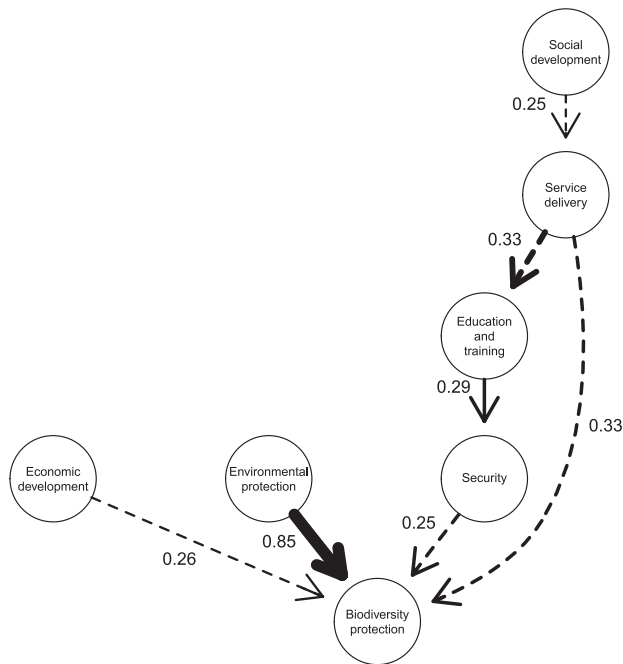 Social
development
0.25
Service
delivery
0.33
Education
and
training
0.29
0.33
Economic
development
Environmental
protection
Security
0.25
0.85
0.26
Biodiversity
protection